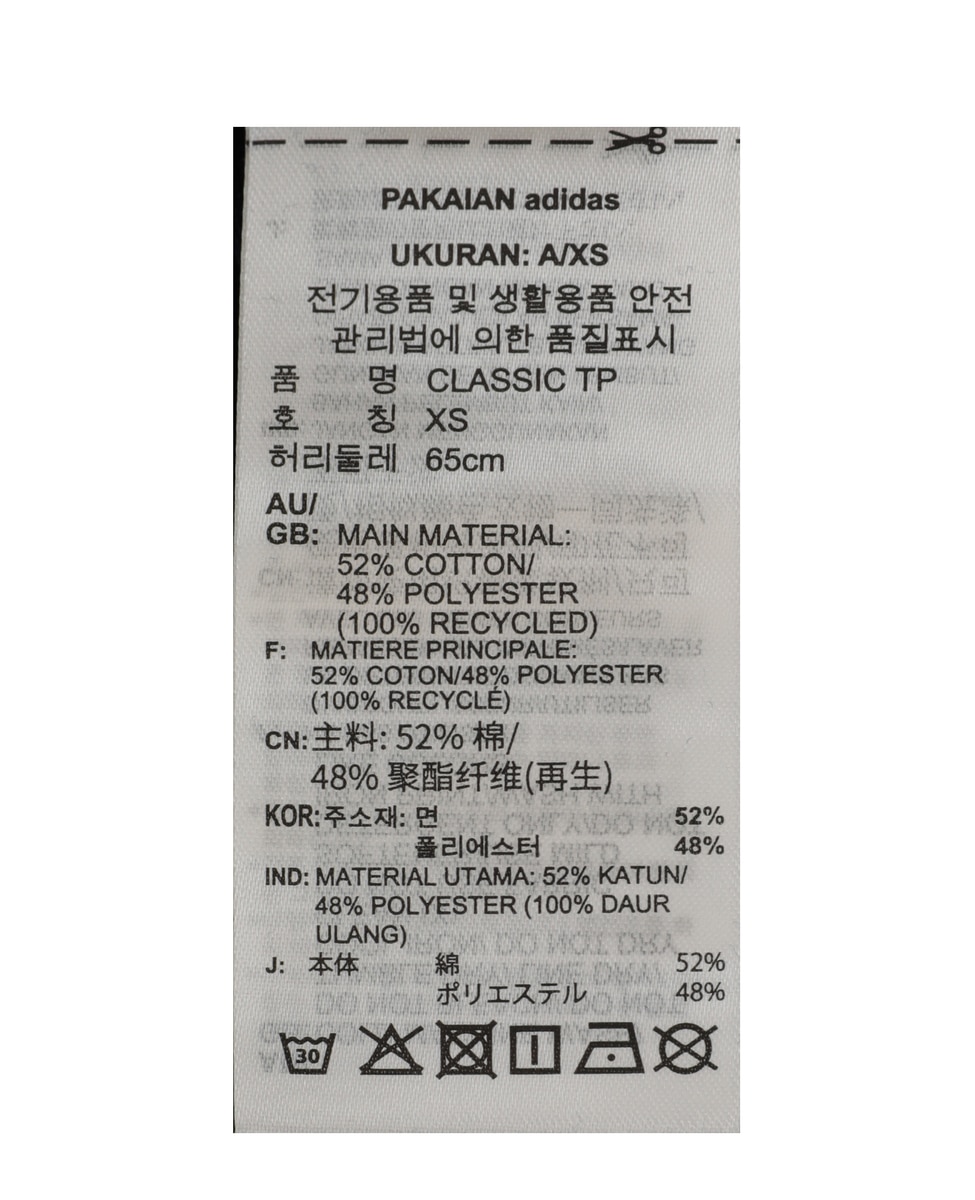 PAKAIAN adidas
UKURAN: A/XS
전기용품 및 생활용품 안전
관리법에 의한 품질표시
품 명 CLASSIC TP
호 칭 XS
허리둘레 65cm
AU/
GB: MAIN MATERIAL:
52% COTTON/
48% POLYESTER
(100% RECYCLED)
F: MATIERE PRINCIPALE:
52% COTON/48% POLYESTER
(100% RECYCLÉ)
CN: 主料: 52% 棉/
48% 聚酯纤维(再生)
KOR: 주소재: 면 52%
폴리에스터 48%
IND: MATERIAL UTAMA: 52% KATUN/
48% POLYESTER (100% DAUR
ULANG)
J: 本体 綿 52%
ポリエステル 48%
30